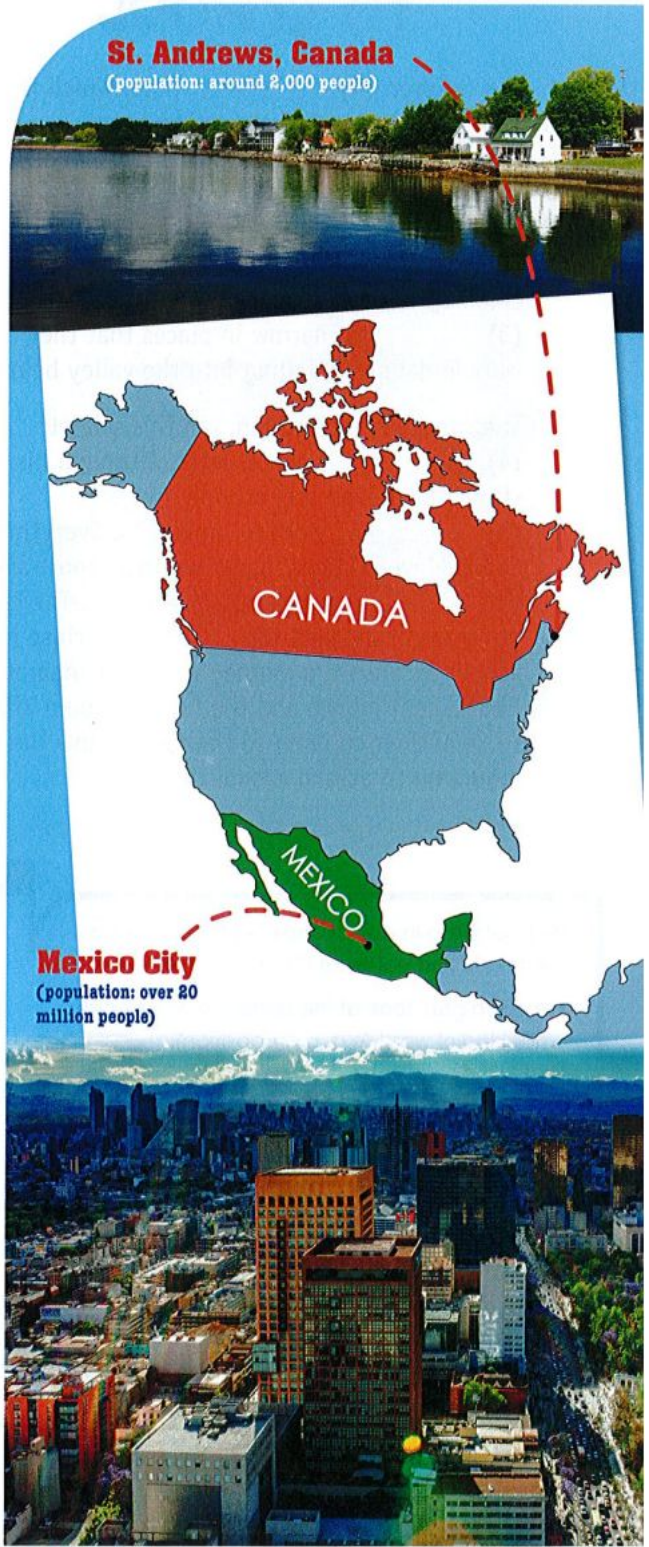 St. Andrews, Canada
(population: around 2,000 people)
CANADA
MEXICO
Mexico City
(population: over 20
million people)